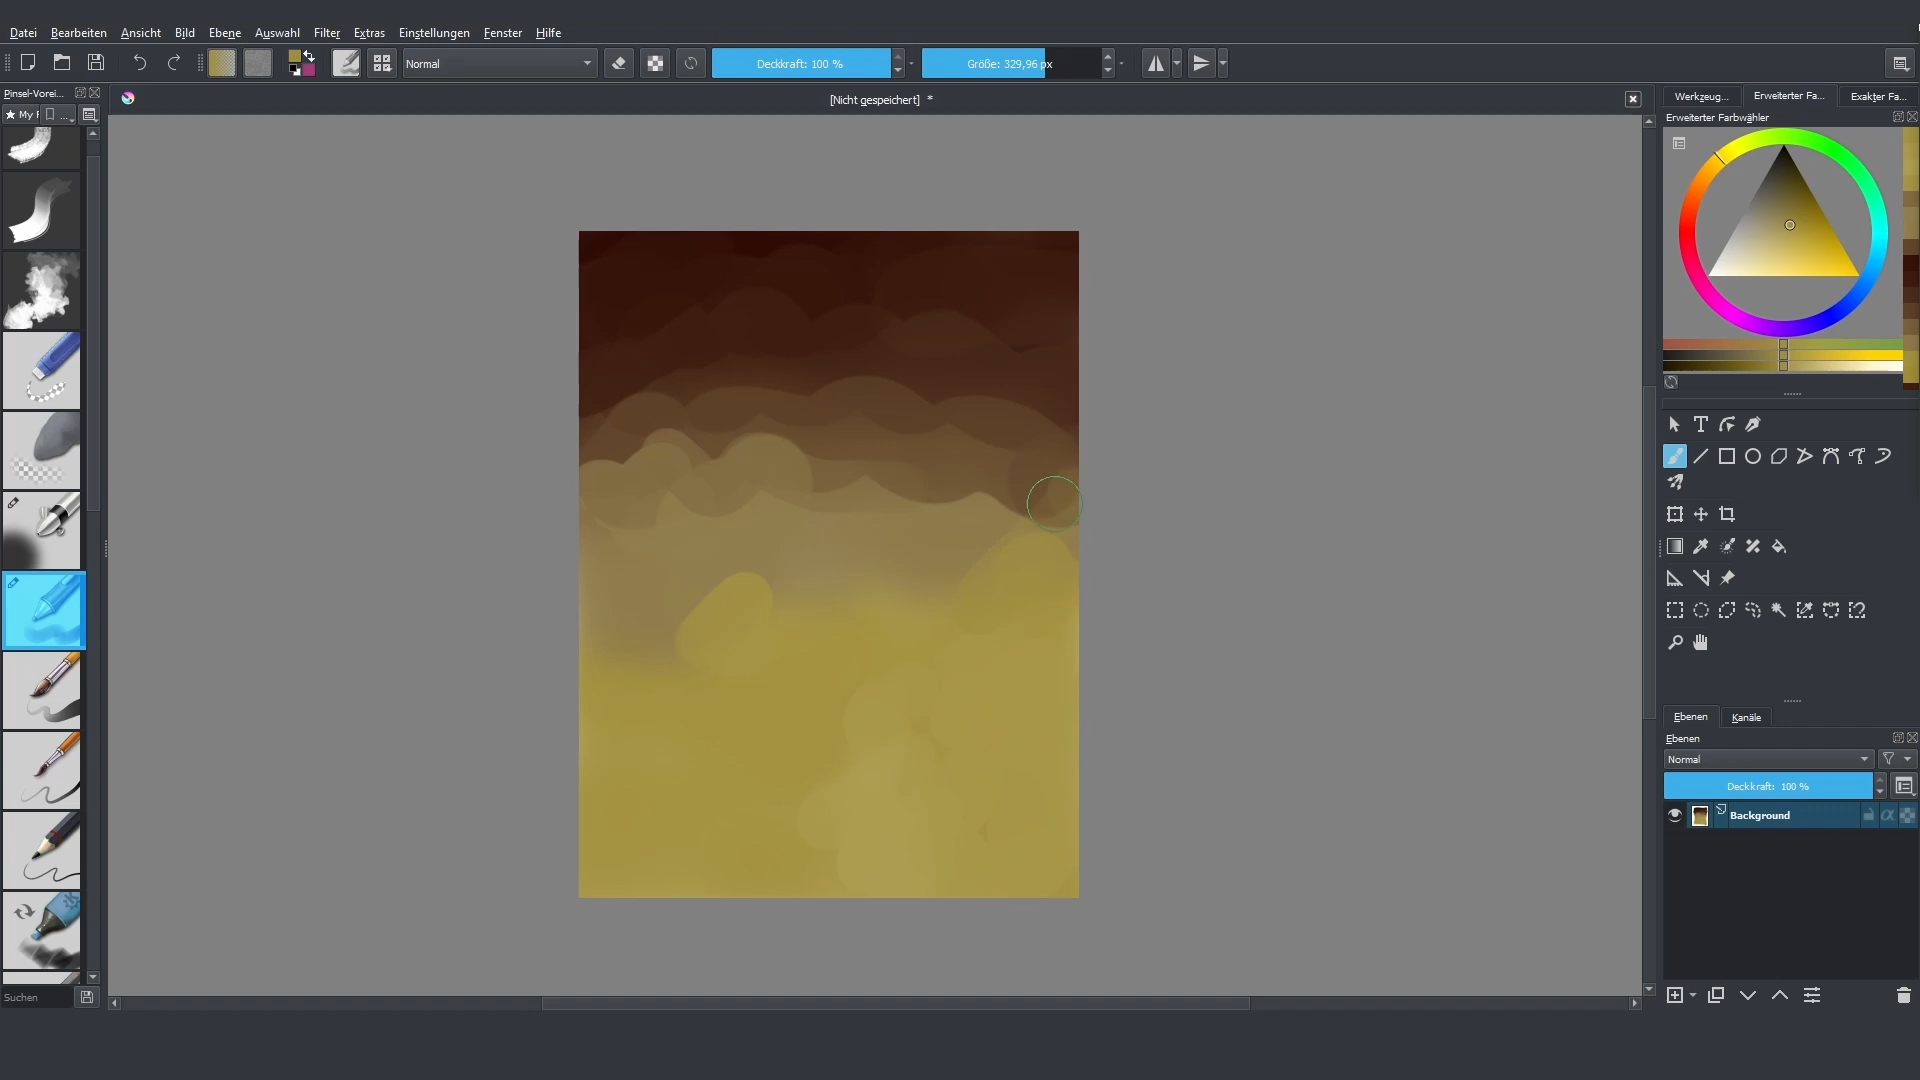 Datei Bearbeiten Ansicht Bild Ebene Auswahl Filter Extras Einstellungen Fenster Hilfe
Normal Deckkraft: 100 % Größe: 329,96 px
Pinsel-Vorei...
My
[Nicht gespeichert] *
Werkzeug... Erweiterter Fa... Exakter Fa...
Erweiterter Farbwähler
Ebenen Kanäle
Ebenen
Normal
Deckkraft: 100 %
Background
Suchen